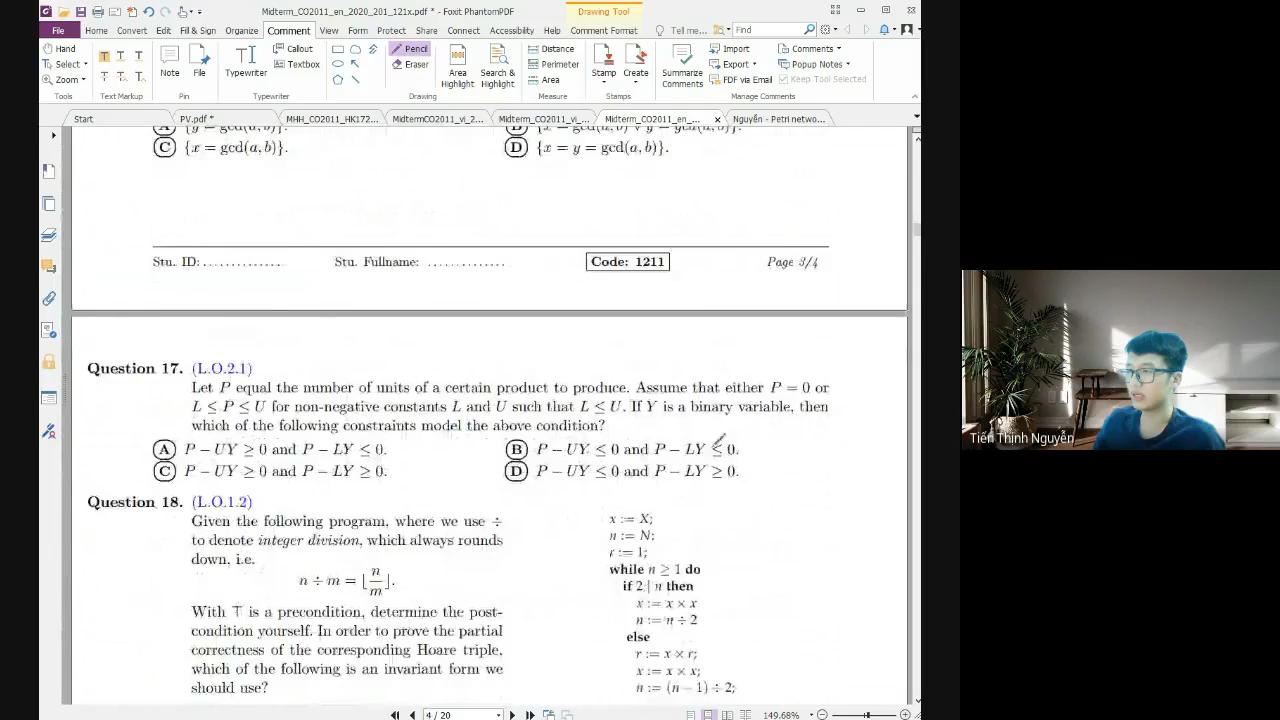 Midterm_CO2011_en_2020_201_121x.pdf * - Foxit PhantomPDF
Drawing Tool
File Home Convert Edit Fill & Sign Organize Comment View Form Protect Share Connect Accessibility Help Comment Format Tell me... Find
Hand
Select
Zoom
Tools
Text Markup
Note
File
Pin
Typewriter
Callout
Textbox
Typewriter
Pencil
Eraser
Drawing
Area Highlight
Search & Highlight
Distance
Perimeter
Area
Measure
Stamp
Create
Stamps
Summarize Comments
Import
Export
FDF via Email
Comments
Popup Notes
Keep Tool Selected
Manage Comments
Start PV.pdf * MHH_CO2011_HK172... MidtermCO2011_vi_2... MidtermCO2011_vi_... Midterm_CO2011_en_... Nguyễn - Petri netwo...
A {y = gcd(a, b)}. B {x = gcd(a, b) ∨ y = gcd(a, b)}.
C {x = gcd(a, b)}. D {x = y = gcd(a, b)}.
Stu. ID: .............. Stu. Fullname: ............. Code: 1211 Page 3/4
Question 17. (L.O.2.1)
Let P equal the number of units of a certain product to produce. Assume that either P = 0 or
L ≤ P ≤ U for non-negative constants L and U such that L ≤ U. If Y is a binary variable, then
which of the following constraints model the above condition?
A P − UY ≥ 0 and P − LY ≤ 0. B P − UY ≤ 0 and P − LY ≤ 0.
C P − UY ≥ 0 and P − LY ≥ 0. D P − UY ≤ 0 and P − LY ≥ 0.
Question 18. (L.O.1.2)
Given the following program, where we use ÷
to denote integer division, which always rounds
down, i.e.
n ÷ m = ⌊n/m⌋.
With ⊤ is a precondition, determine the post-
condition yourself. In order to prove the partial
correctness of the corresponding Hoare triple,
which of the following is an invariant form we
should use?
x := X;
n := N;
r := 1;
while n ≥ 1 do
if 2 | n then
x := x × x
n := n ÷ 2
else
r := x × r;
x := x × x;
n := (n − 1) ÷ 2;
4 / 20
149.68%
Tiến Thịnh Nguyễn